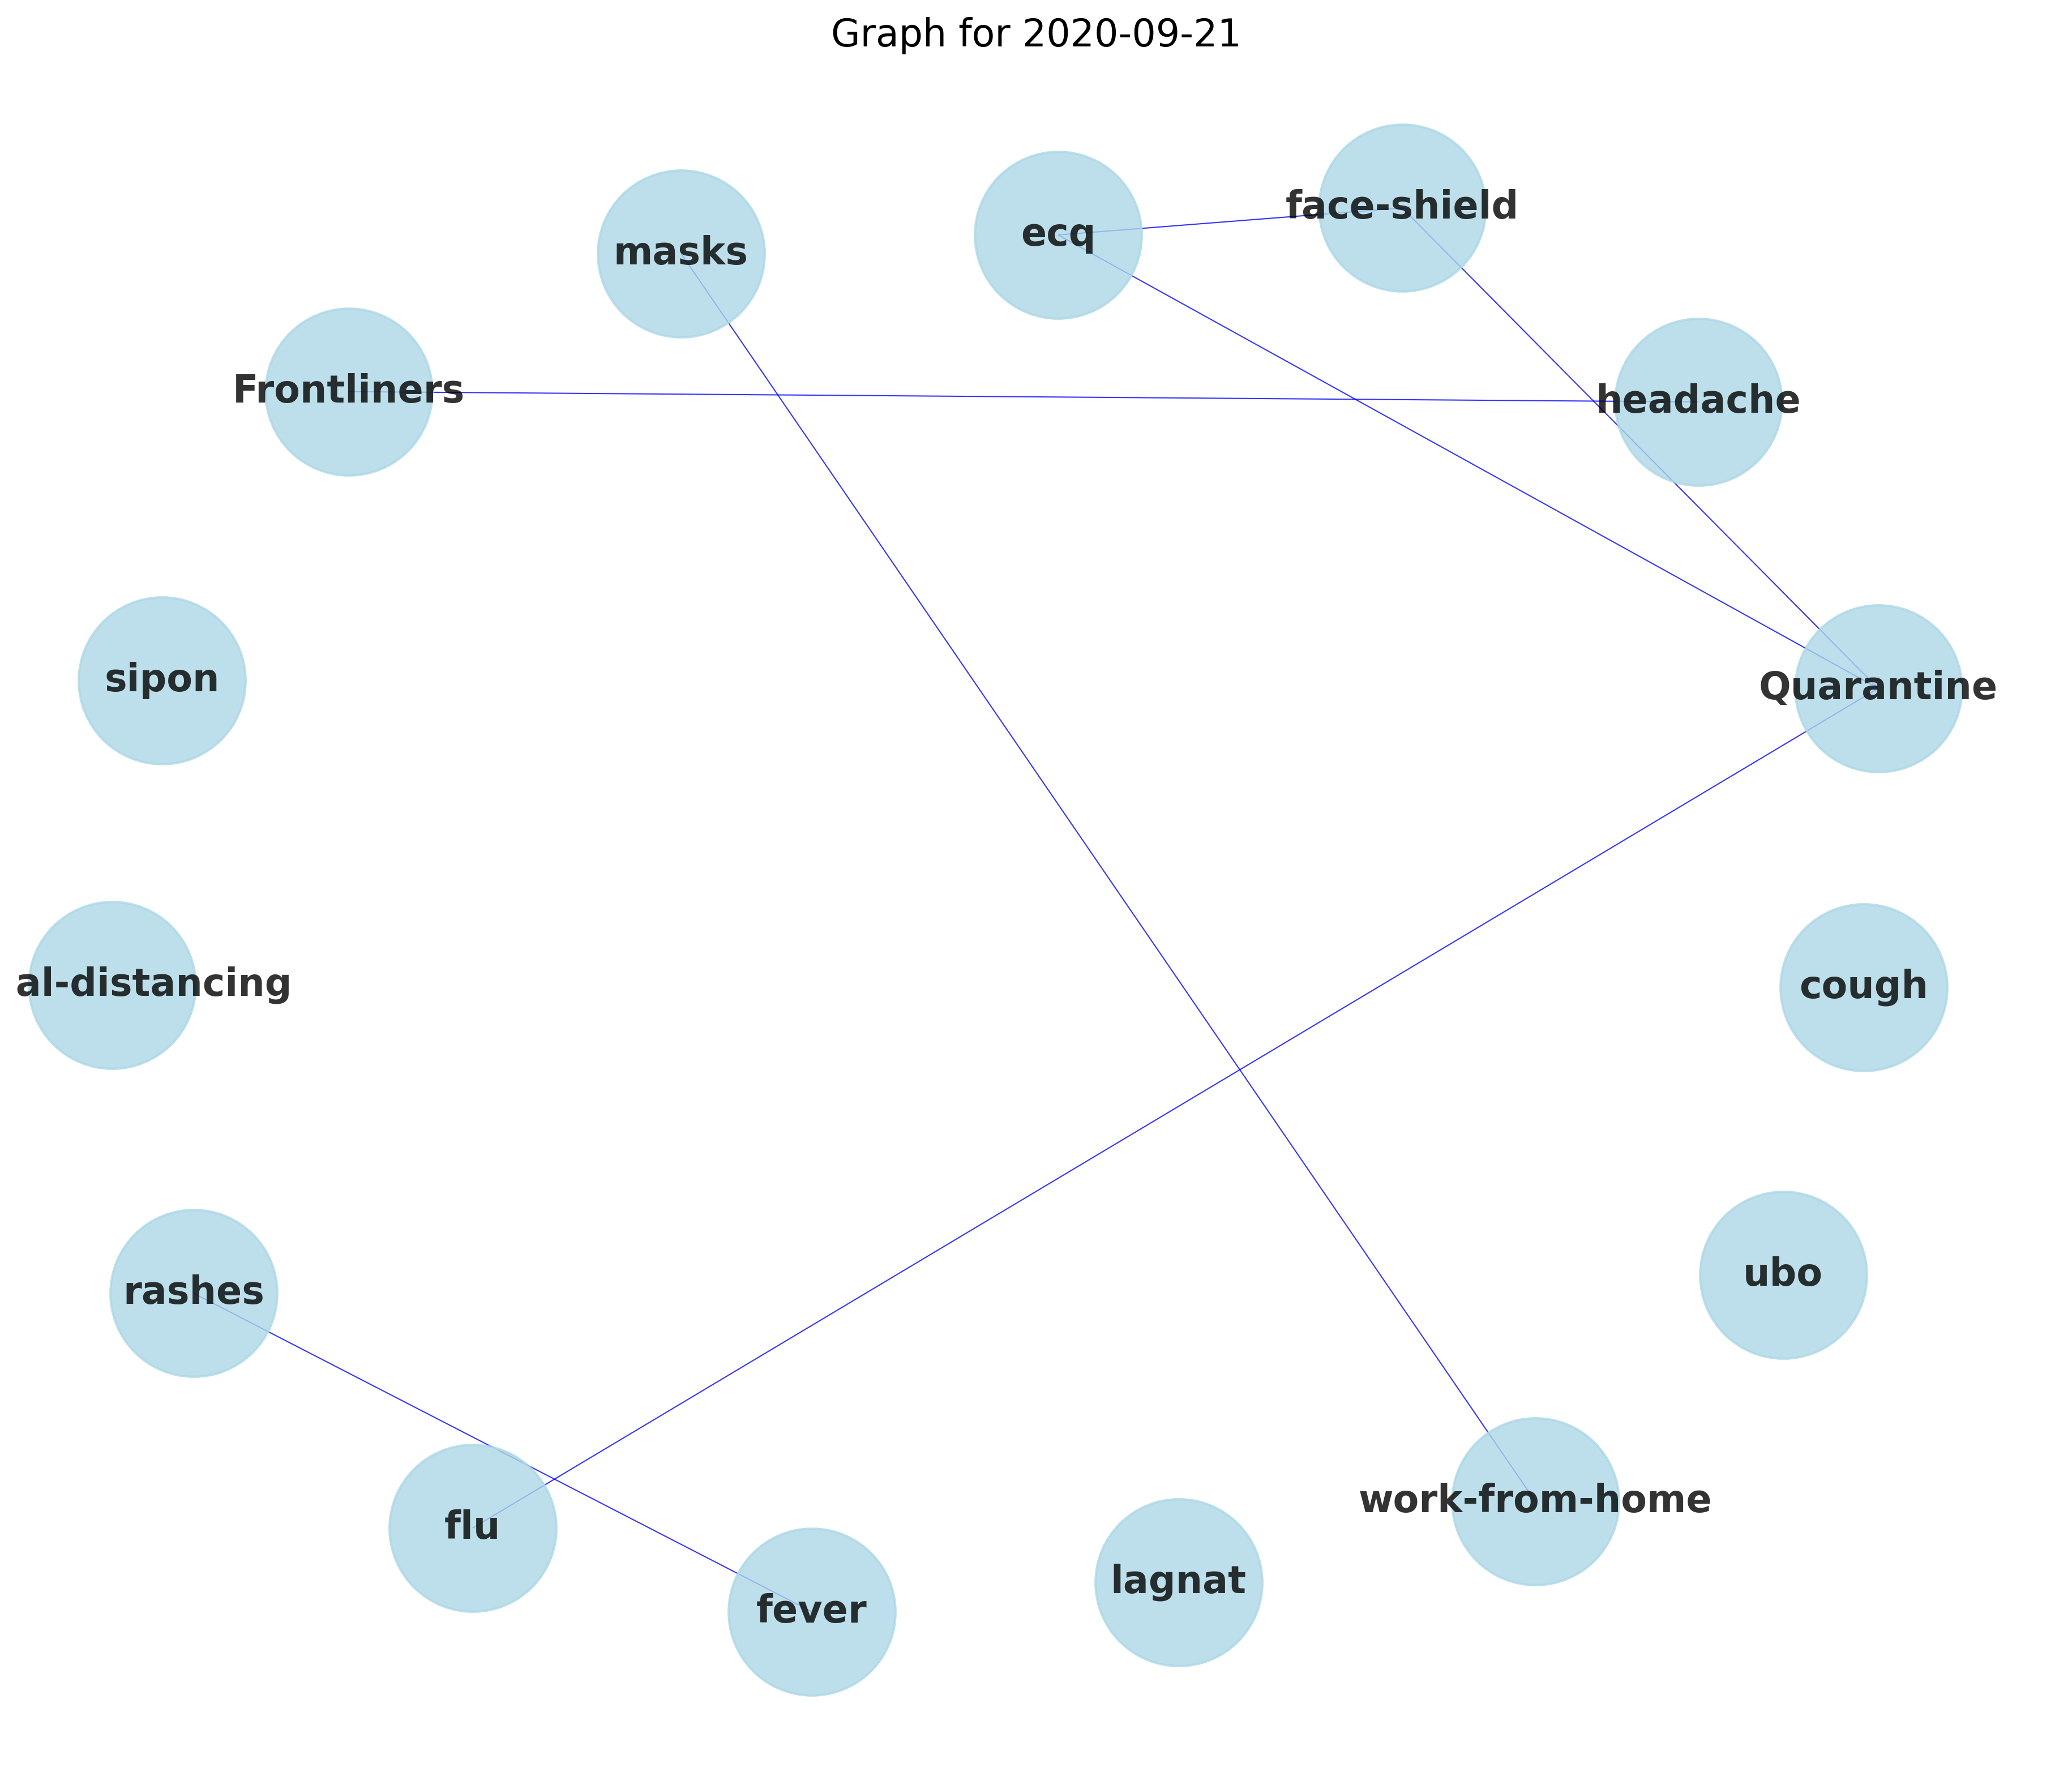 Graph for 2020-09-21
face-shield
ecq
masks
headache
Frontliners
sipon
Quarantine
al-distancing
cough
ubo
rashes
work-from-home
flu
lagnat
fever